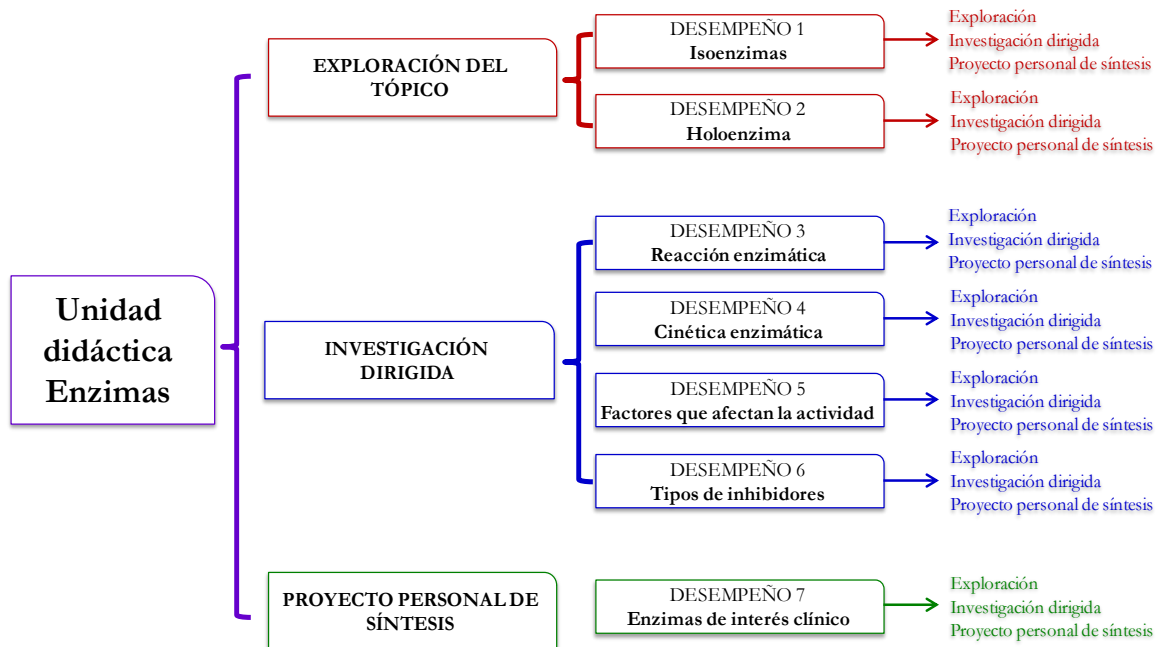 Unidad
didáctica
Enzimas
EXPLORACIÓN DEL
TÓPICO
DESEMPEÑO 1
Isoenzimas
Exploración
Investigación dirigida
Proyecto personal de síntesis
DESEMPEÑO 2
Holoenzima
Exploración
Investigación dirigida
Proyecto personal de síntesis
INVESTIGACIÓN
DIRIGIDA
DESEMPEÑO 3
Reacción enzimática
Exploración
Investigación dirigida
Proyecto personal de síntesis
DESEMPEÑO 4
Cinética enzimática
Exploración
Investigación dirigida
Proyecto personal de síntesis
DESEMPEÑO 5
Factores que afectan la actividad
Exploración
Investigación dirigida
Proyecto personal de síntesis
DESEMPEÑO 6
Tipos de inhibidores
Exploración
Investigación dirigida
Proyecto personal de síntesis
PROYECTO PERSONAL DE
SÍNTESIS
DESEMPEÑO 7
Enzimas de interés clínico
Exploración
Investigación dirigida
Proyecto personal de síntesis